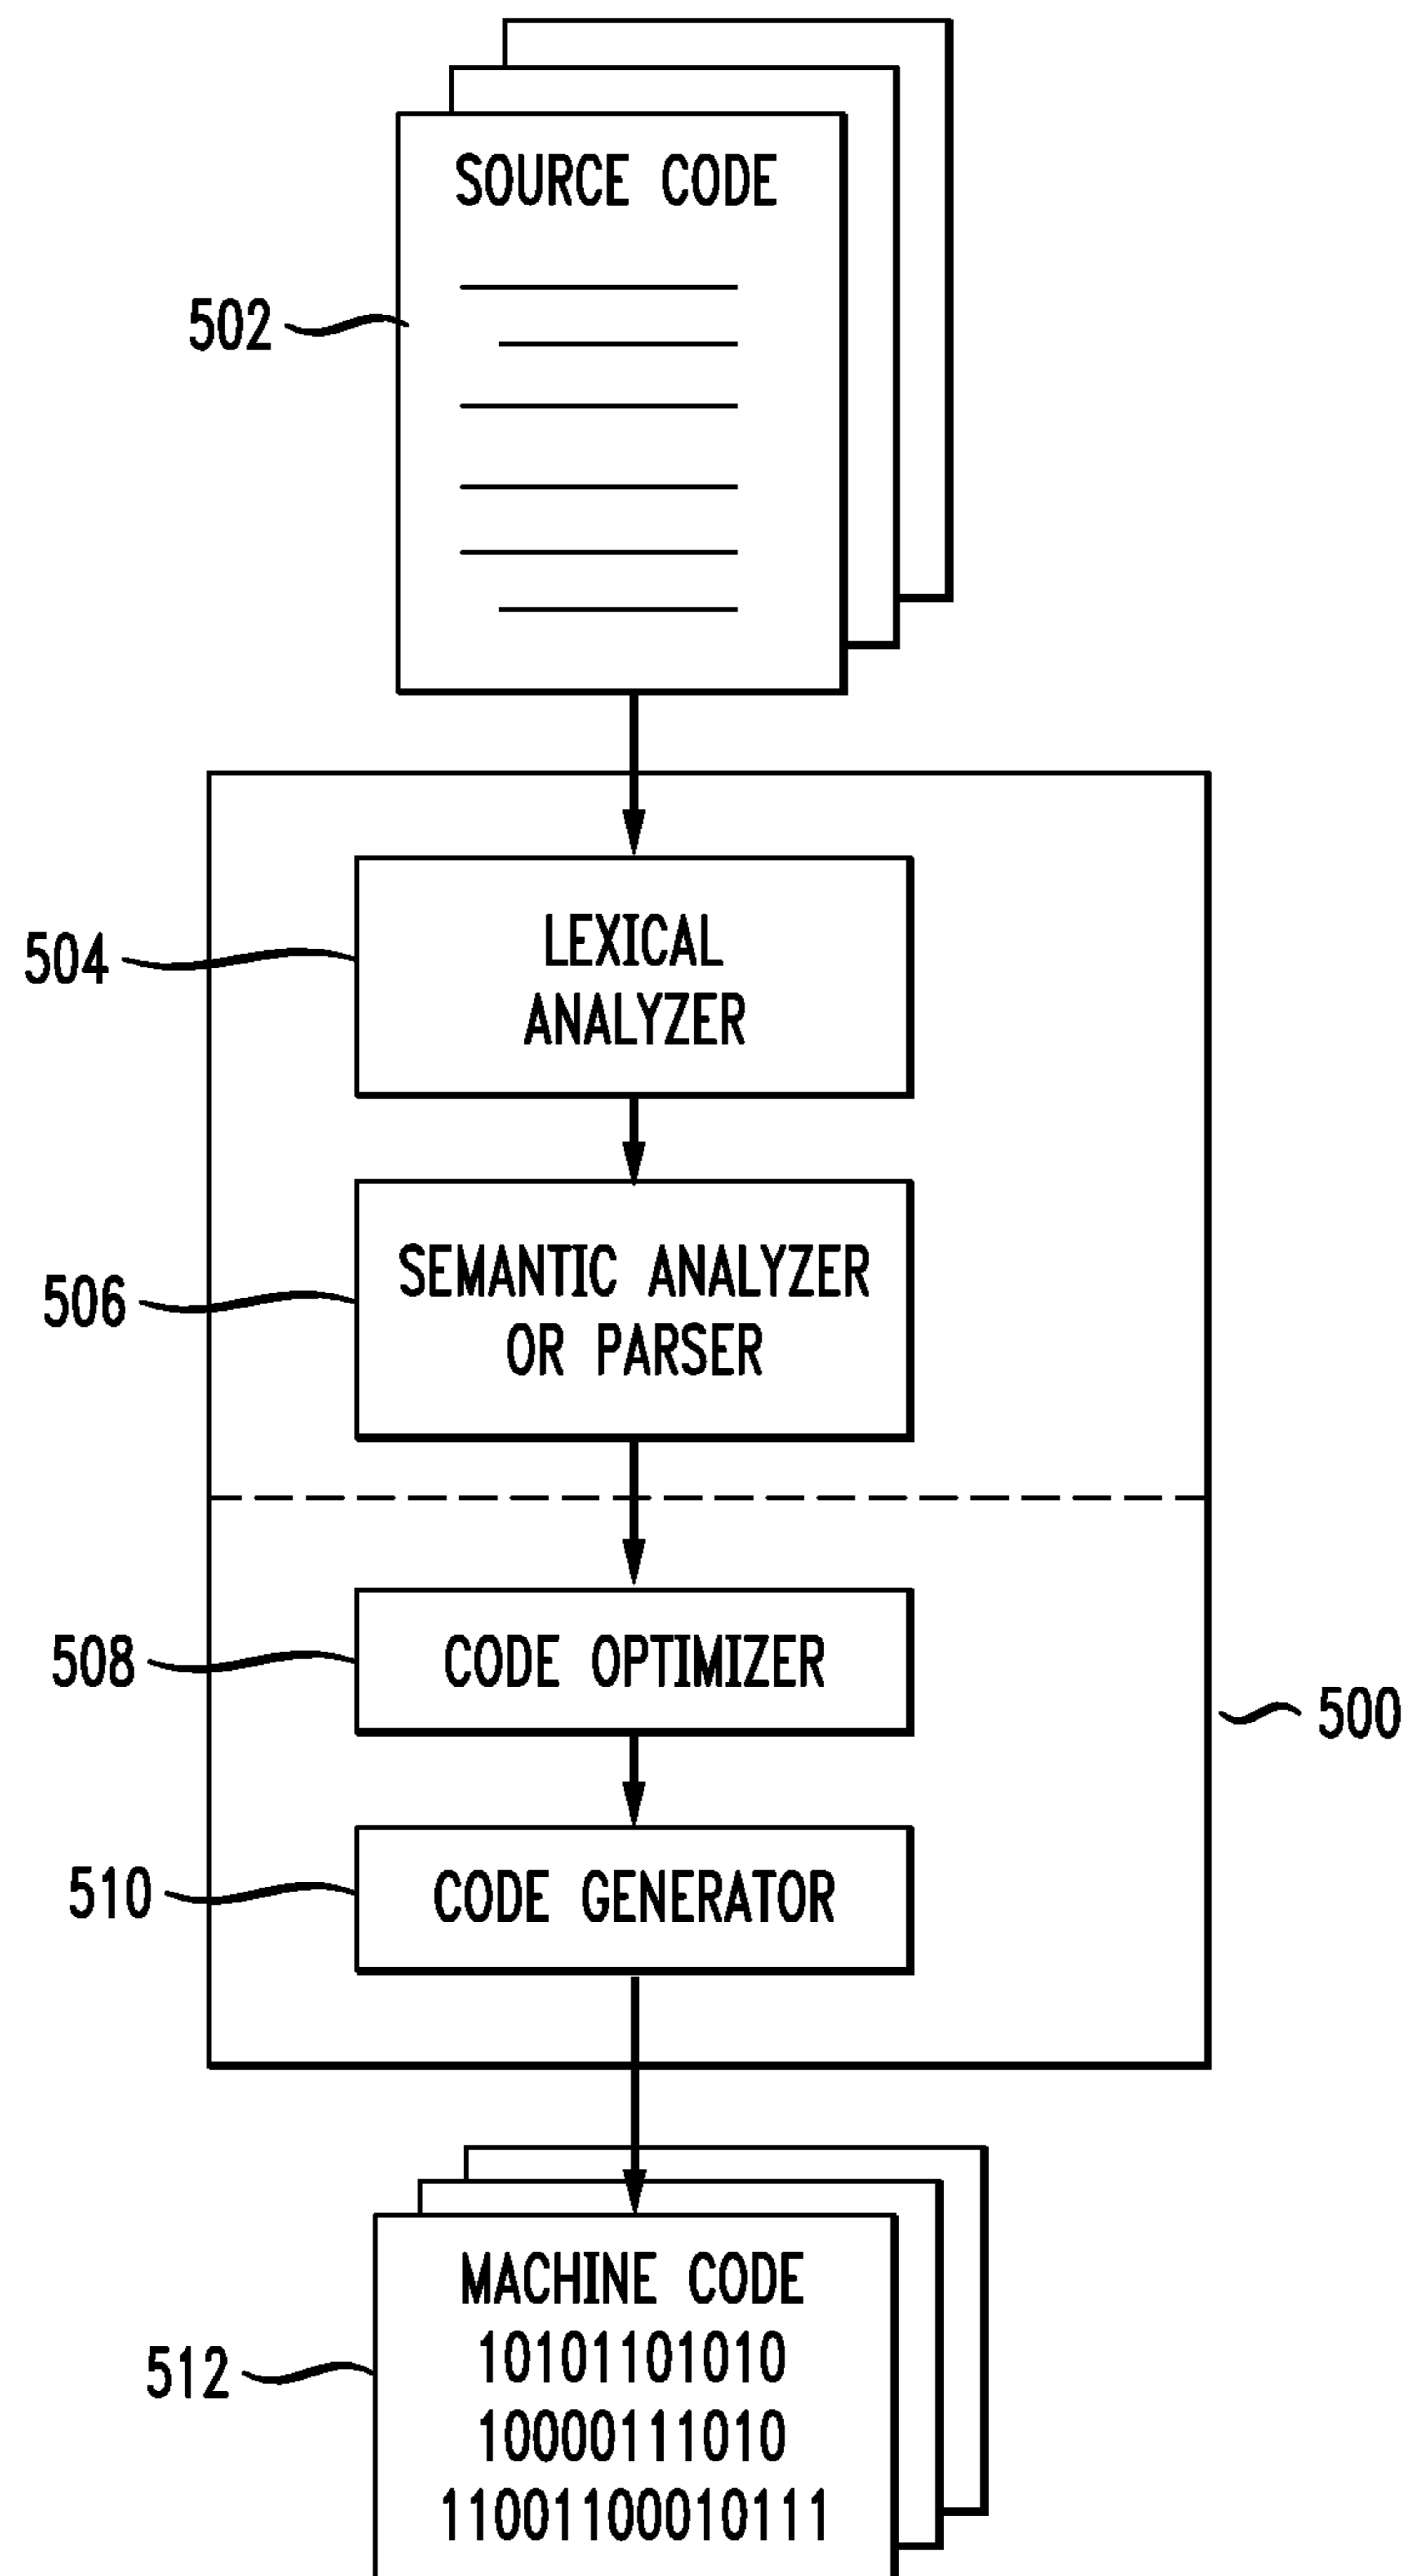 SOURCE CODE
502
504
LEXICAL
ANALYZER
506
SEMANTIC ANALYZER
OR PARSER
508
CODE OPTIMIZER
500
510
CODE GENERATOR
MACHINE CODE
10101101010
512
10000111010
11001100010111